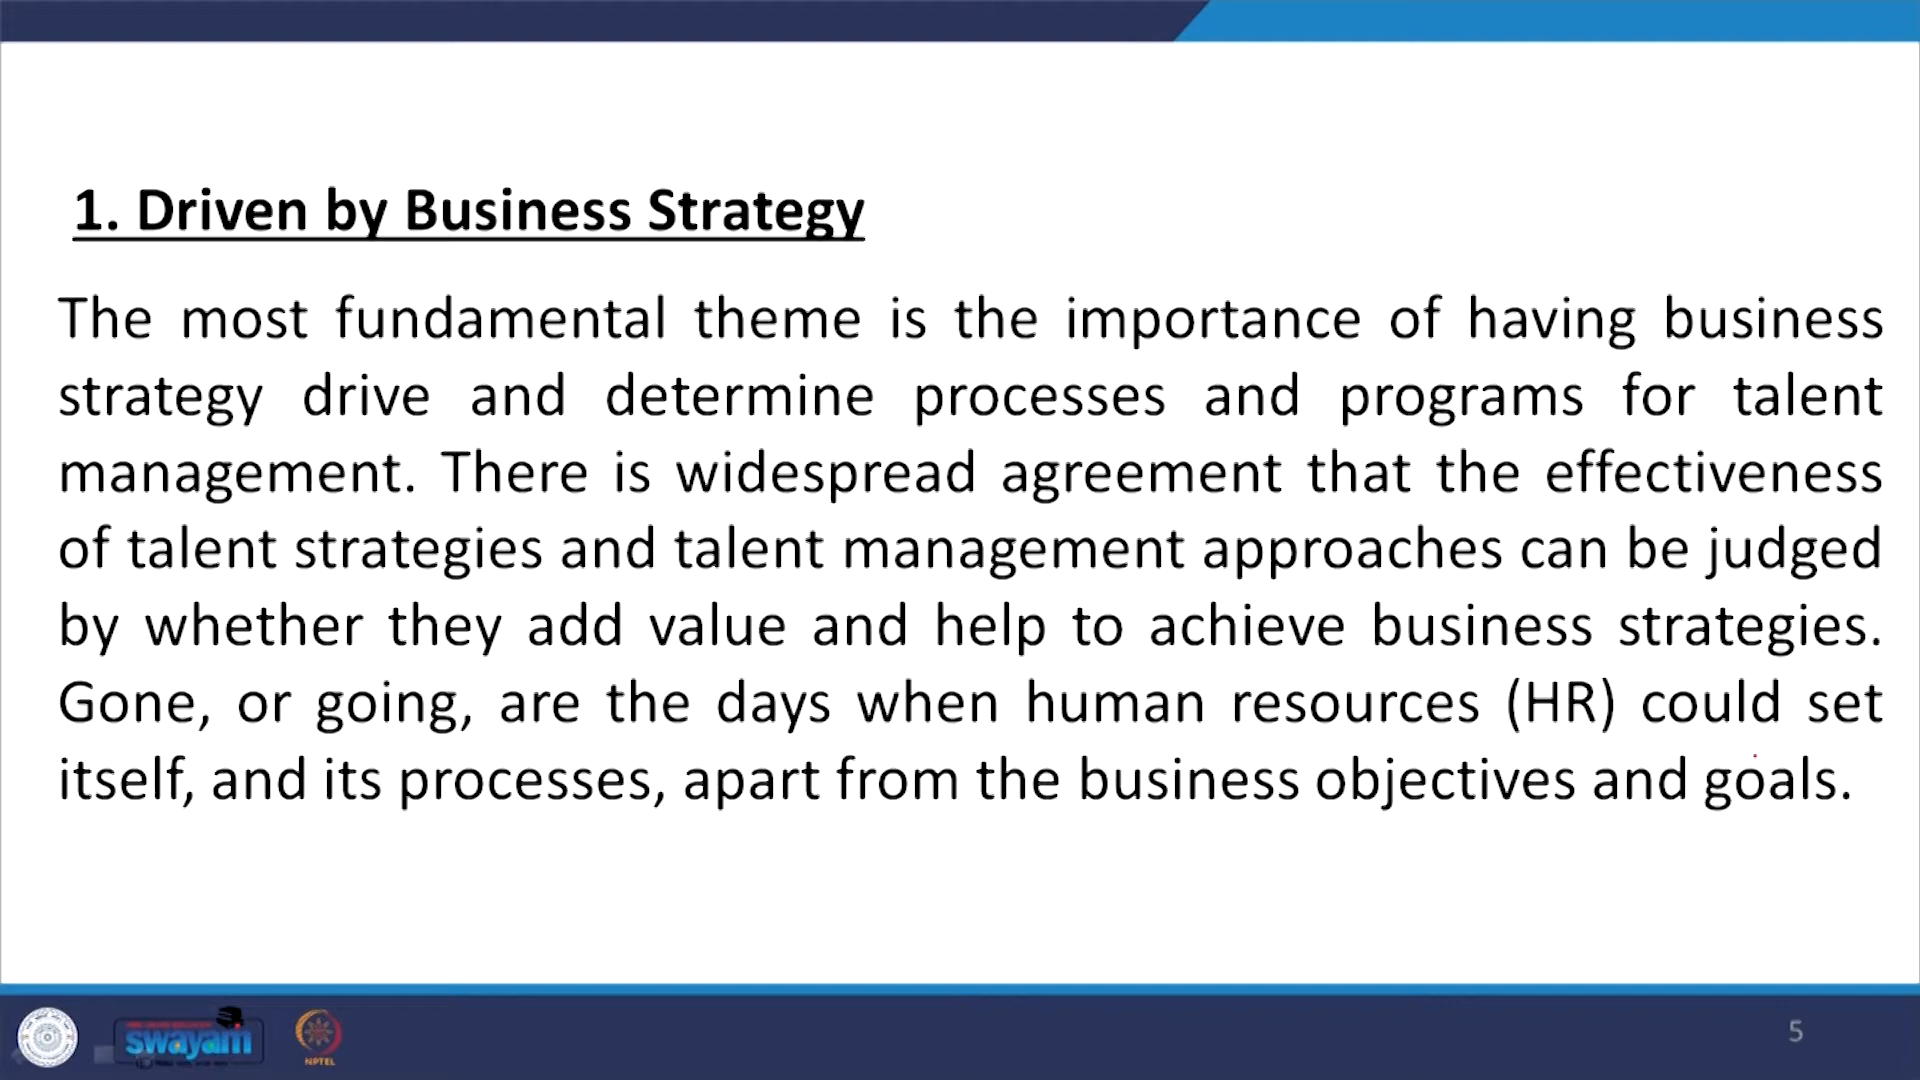 1. Driven by Business Strategy
The most fundamental theme is the importance of having business
strategy drive and determine processes and programs for talent
management. There is widespread agreement that the effectiveness
of talent strategies and talent management approaches can be judged
by whether they add value and help to achieve business strategies.
Gone, or going, are the days when human resources (HR) could set
itself, and its processes, apart from the business objectives and goals.
swayam
NPTEL
5